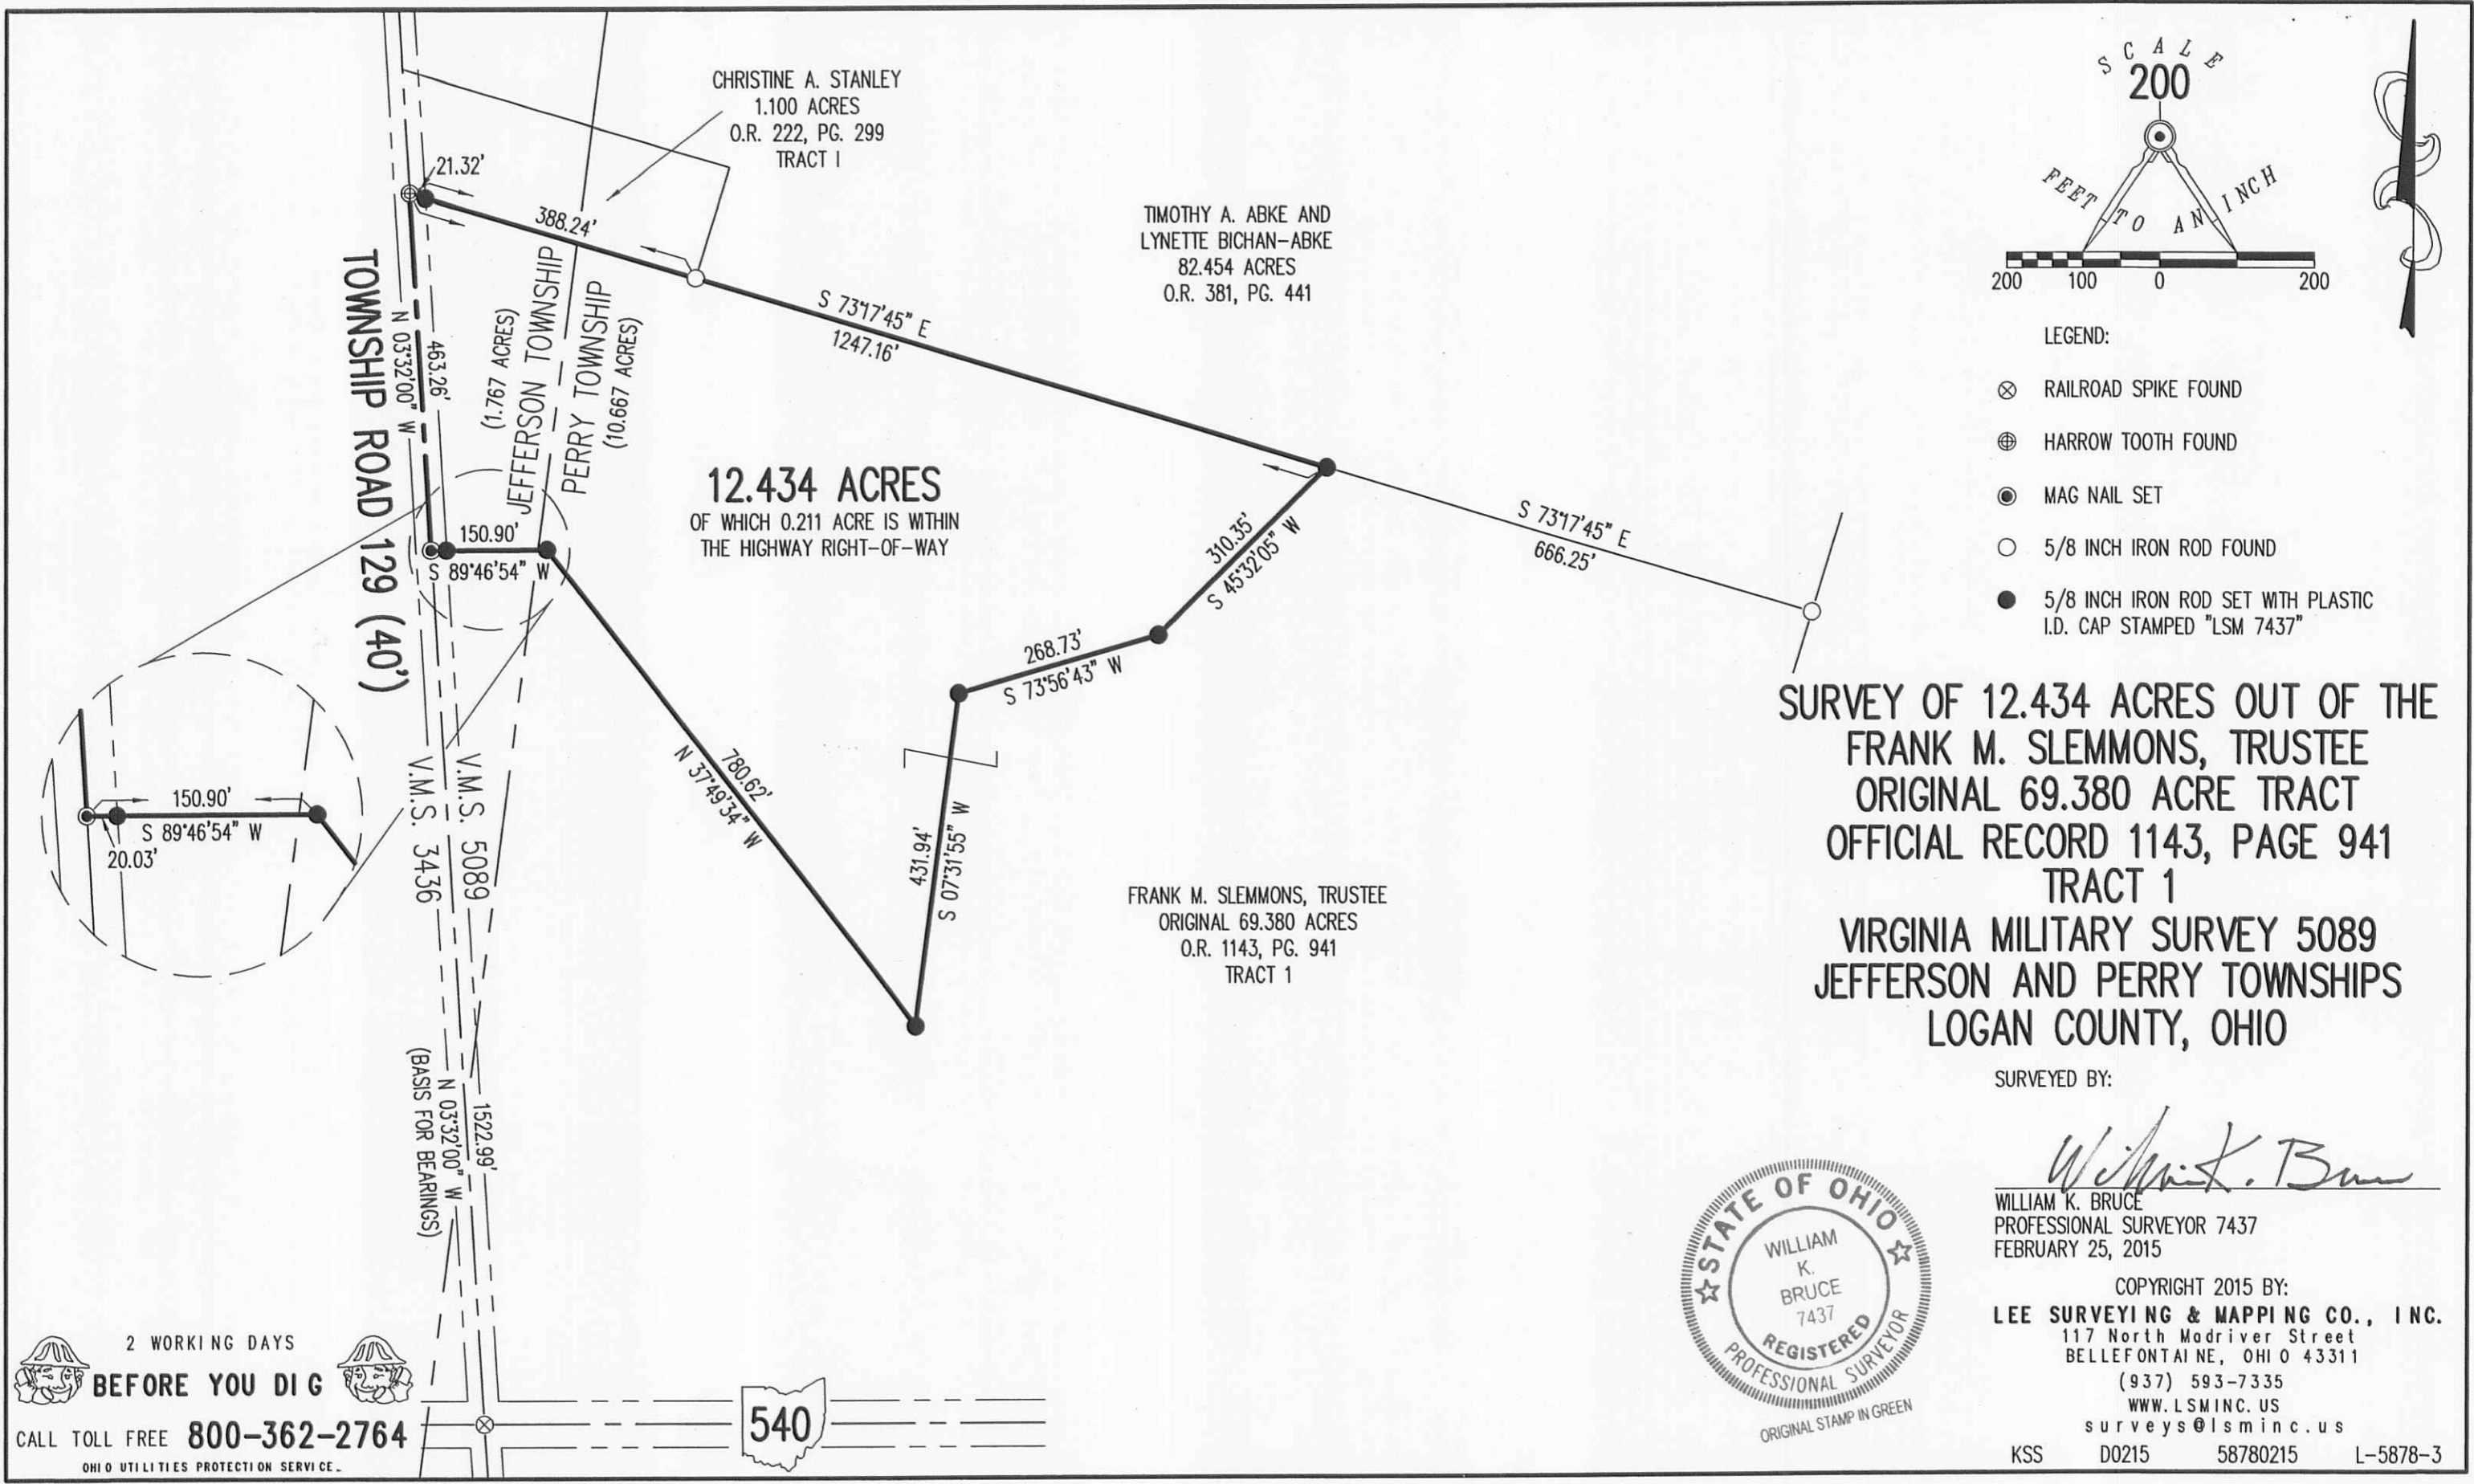 CHRISTINE A. STANLEY
1.100 ACRES
O.R. 222, PG. 299
TRACT I
21.32'
388.24'
TOWNSHIP ROAD 129 (40')
N 03°32'00" W
463.26'
(1.767 ACRES)
JEFFERSON TOWNSHIP
PERRY TOWNSHIP
(10.667 ACRES)
S 73°17'45" E
1247.16'
TIMOTHY A. ABKE AND
LYNETTE BICHAN-ABKE
82.454 ACRES
O.R. 381, PG. 441
12.434 ACRES
OF WHICH 0.211 ACRE IS WITHIN
THE HIGHWAY RIGHT-OF-WAY
150.90'
S 89°46'54" W
310.35'
S 45°32'05" W
S 73°17'45" E
666.25'
268.73'
S 73°56'43" W
780.62'
N 37°49'34" W
431.94'
S 07°31'55" W
150.90'
S 89°46'54" W
20.03'
V.M.S. 3436
V.M.S. 5089
FRANK M. SLEMMONS, TRUSTEE
ORIGINAL 69.380 ACRES
O.R. 1143, PG. 941
TRACT 1
1522.99'
N 03°32'00" W
(BASIS FOR BEARINGS)
540
2 WORKING DAYS
BEFORE YOU DIG
CALL TOLL FREE 800-362-2764
OHIO UTILITIES PROTECTION SERVICE.
SCALE
200
FEET TO AN INCH
200 100 0 200
LEGEND:
RAILROAD SPIKE FOUND
HARROW TOOTH FOUND
MAG NAIL SET
5/8 INCH IRON ROD FOUND
5/8 INCH IRON ROD SET WITH PLASTIC
I.D. CAP STAMPED "LSM 7437"
SURVEY OF 12.434 ACRES OUT OF THE
FRANK M. SLEMMONS, TRUSTEE
ORIGINAL 69.380 ACRE TRACT
OFFICIAL RECORD 1143, PAGE 941
TRACT 1
VIRGINIA MILITARY SURVEY 5089
JEFFERSON AND PERRY TOWNSHIPS
LOGAN COUNTY, OHIO
SURVEYED BY:
William K. Bruce
WILLIAM K. BRUCE
PROFESSIONAL SURVEYOR 7437
FEBRUARY 25, 2015
STATE OF OHIO
WILLIAM
K.
BRUCE
7437
REGISTERED
PROFESSIONAL SURVEYOR
ORIGINAL STAMP IN GREEN
COPYRIGHT 2015 BY:
LEE SURVEYING & MAPPING CO., INC.
117 North Madriver Street
BELLEFONTAINE, OHIO 43311
(937) 593-7335
WWW.LSMINC.US
surveys@lsminc.us
KSS D0215 58780215 L-5878-3